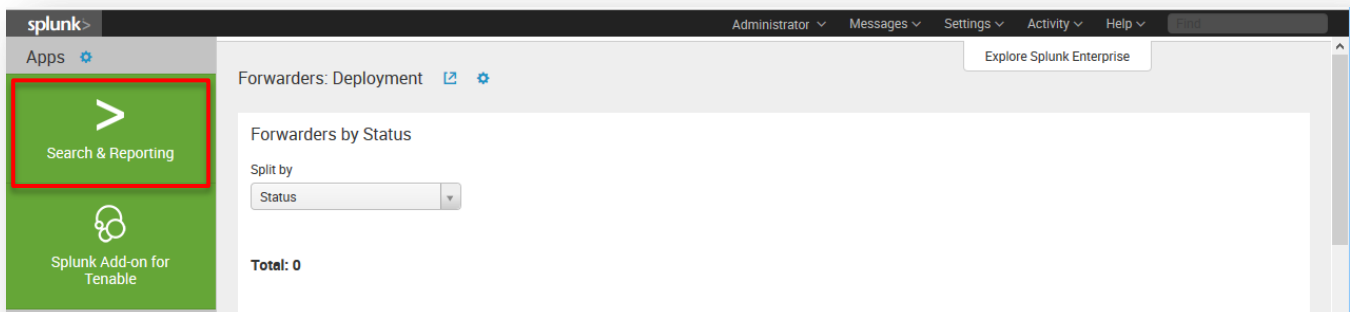 splunk>
Administrator Messages Settings Activity Help Find
Apps
Explore Splunk Enterprise
Forwarders: Deployment
>
Search & Reporting
Forwarders by Status
Split by
Status
Splunk Add-on for
Tenable
Total: 0